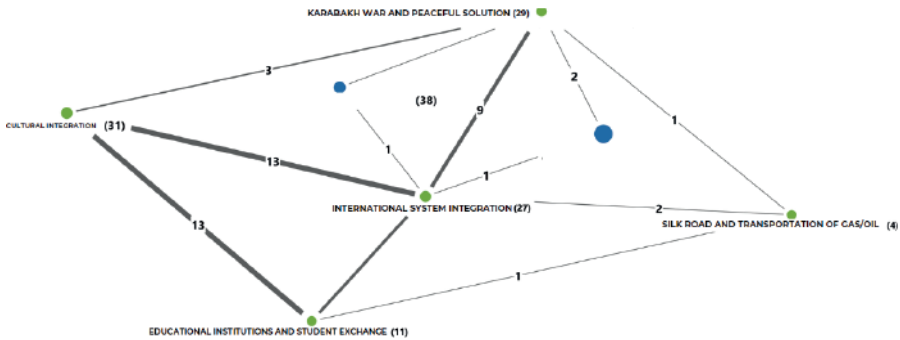 KARABAKH WAR AND PEACEFUL SOLUTION (29)
3
2
(38)
9
1
CULTURAL INTEGRATION (31)
13
1
1
INTERNATIONAL SYSTEM INTEGRATION (27)
2
SILK ROAD AND TRANSPORTATION OF GAS/OIL (4)
13
1
EDUCATIONAL INSTITUTIONS AND STUDENT EXCHANGE (11)